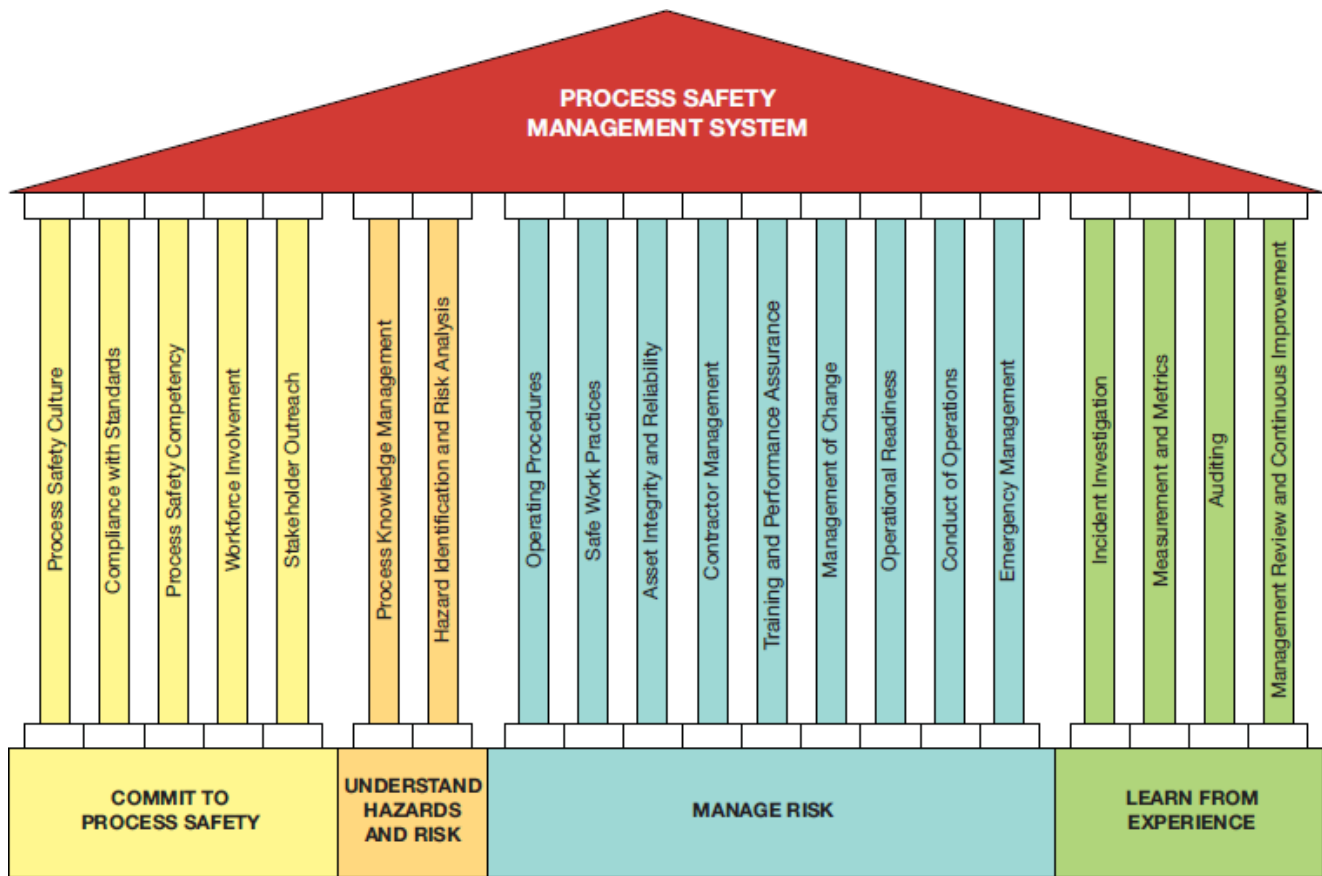 PROCESS SAFETY
MANAGEMENT SYSTEM
Process Safety Culture
Compliance with Standards
Process Safety Competency
Workforce Involvement
Stakeholder Outreach
Process Knowledge Management
Hazard Identification and Risk Analysis
Operating Procedures
Safe Work Practices
Asset Integrity and Reliability
Contractor Management
Training and Performance Assurance
Management of Change
Operational Readiness
Conduct of Operations
Emergency Management
Incident Investigation
Measurement and Metrics
Auditing
Management Review and Continuous Improvement
COMMIT TO
PROCESS SAFETY
UNDERSTAND
HAZARDS
AND RISK
MANAGE RISK
LEARN FROM
EXPERIENCE